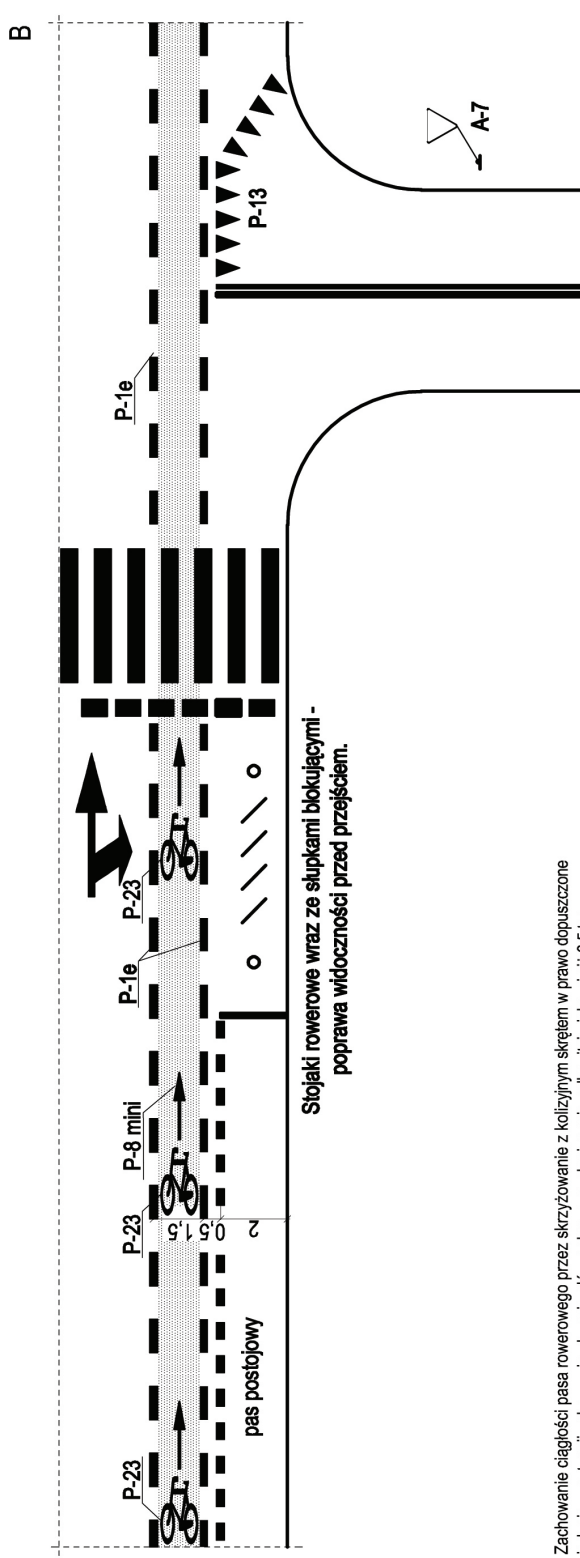 B
P-23
P-23
P-8 mini
P-1e
P-23
P-1e
P-13
A-7
pas postojowy
1,5
0,5
2
Stojaki rowerowe wraz ze słupkami blokującymi -
poprawa widoczności przed przejściem.
Zachowanie ciągłości pasa rowerowego przez skrzyżowanie z kolizyjnym skrętem w prawo dopuszczone